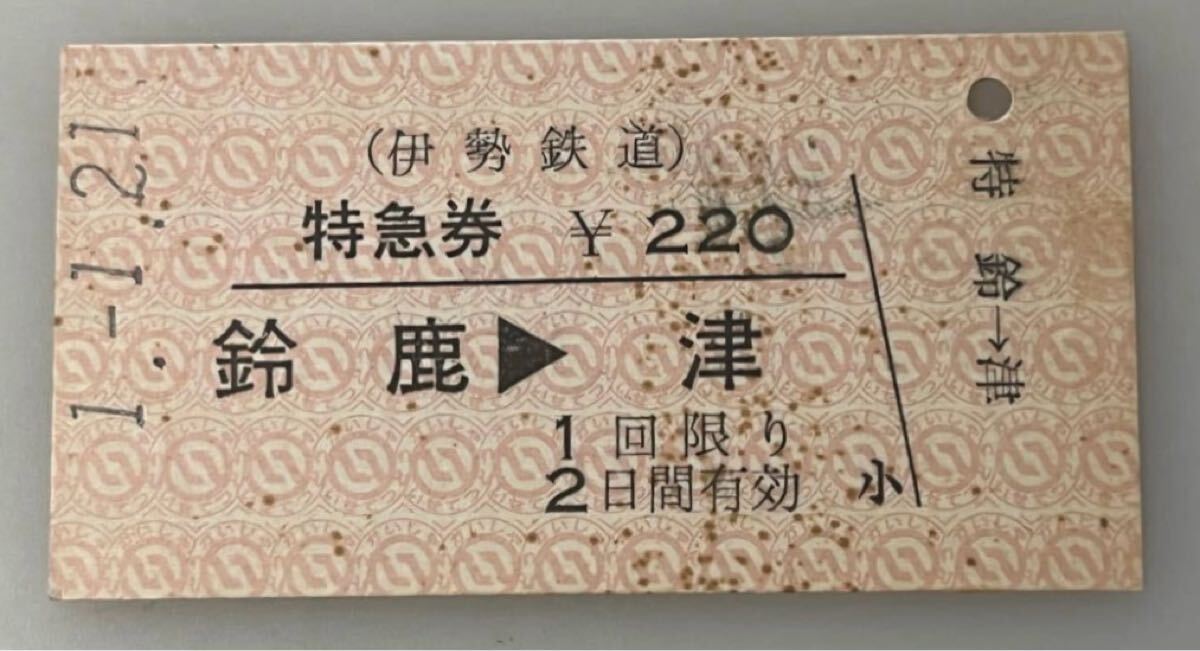 1.-1.21
(伊勢鉄道)
特急券 ￥220
鈴鹿▶津
1回限り
2日間有効 小
特 鈴→津